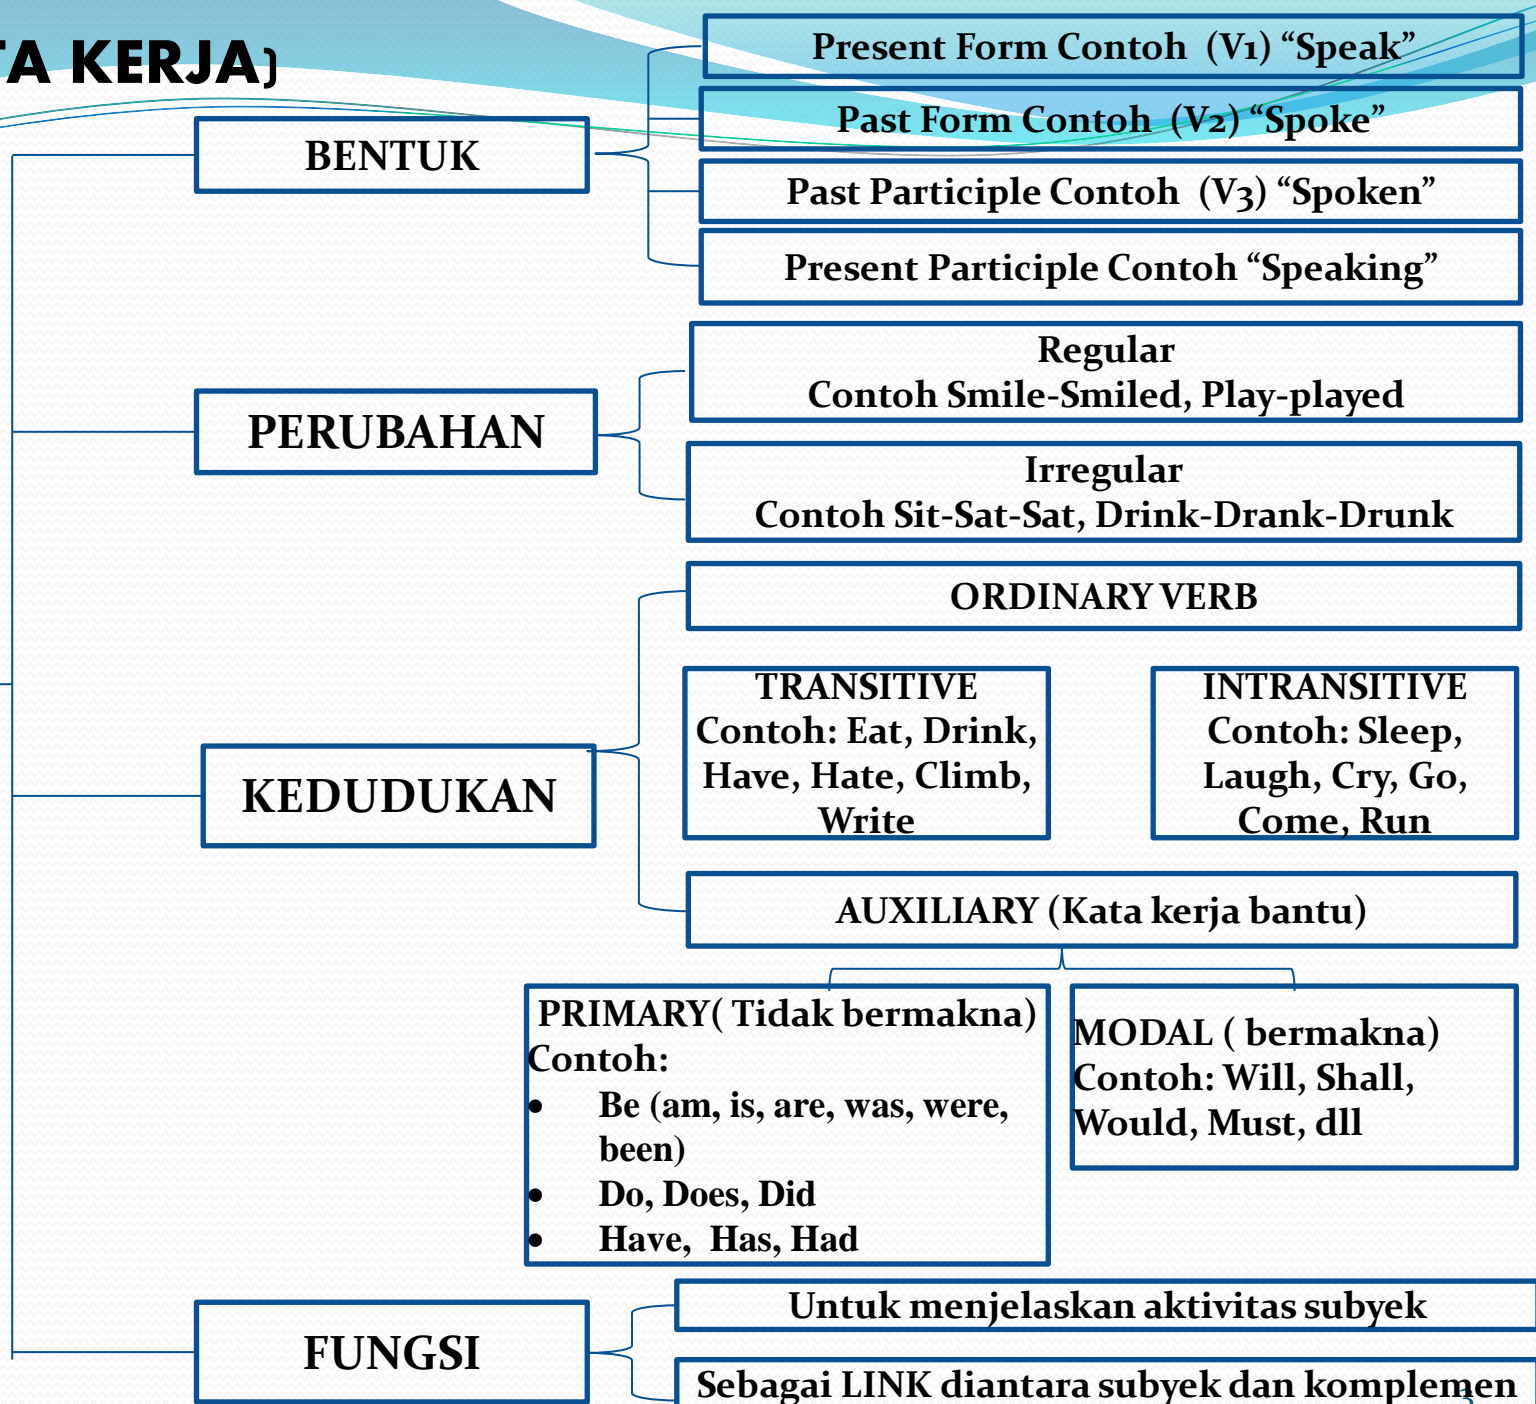 TA KERJA)
BENTUK
Present Form Contoh (V1) “Speak”
Past Form Contoh (V2) “Spoke”
Past Participle Contoh (V3) “Spoken”
Present Participle Contoh “Speaking”
PERUBAHAN
Regular
Contoh Smile-Smiled, Play-played
Irregular
Contoh Sit-Sat-Sat, Drink-Drank-Drunk
KEDUDUKAN
ORDINARY VERB
TRANSITIVE
Contoh: Eat, Drink,
Have, Hate, Climb,
Write
INTRANSITIVE
Contoh: Sleep,
Laugh, Cry, Go,
Come, Run
AUXILIARY (Kata kerja bantu)
PRIMARY( Tidak bermakna)
Contoh:
• Be (am, is, are, was, were,
been)
• Do, Does, Did
• Have, Has, Had
MODAL ( bermakna)
Contoh: Will, Shall,
Would, Must, dll
FUNGSI
Untuk menjelaskan aktivitas subyek
Sebagai LINK diantara subyek dan komplemen
3